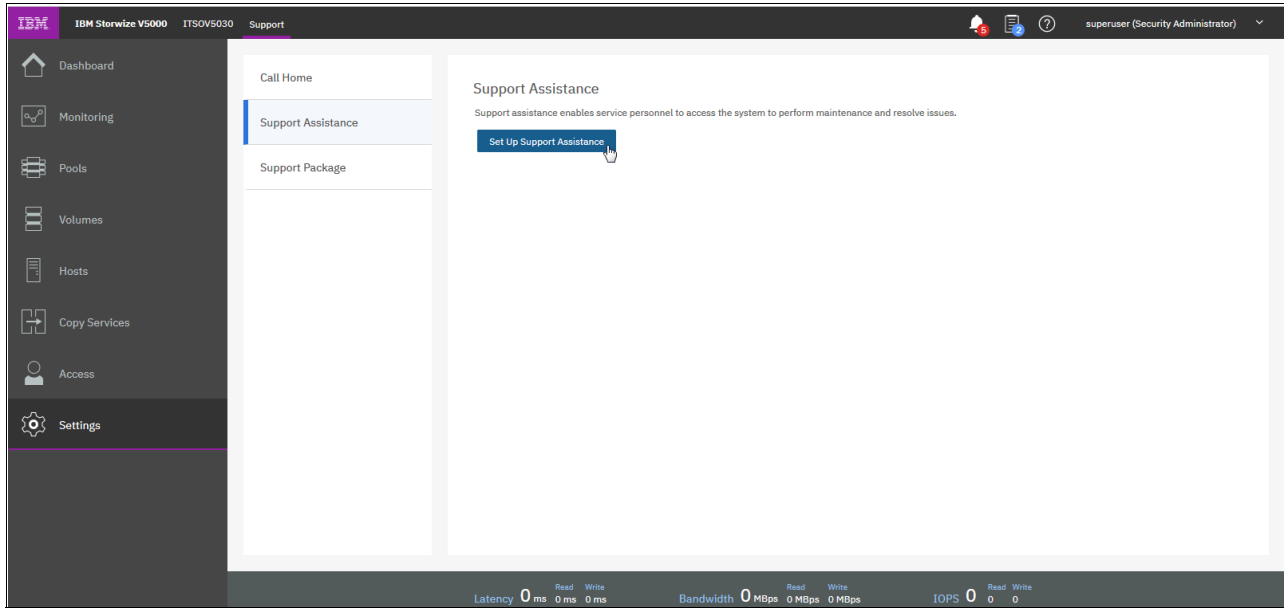 IBM IBM Storwize V5000 ITSOV5030 Support 5 2 ? superuser (Security Administrator)
Dashboard
Monitoring
Pools
Volumes
Hosts
Copy Services
Access
Settings
Call Home
Support Assistance
Support Package
Support Assistance
Support assistance enables service personnel to access the system to perform maintenance and resolve issues.
Set Up Support Assistance
Read Write Read Write Read Write
Latency 0 ms 0 ms 0 ms Bandwidth 0 MBps 0 MBps 0 MBps IOPS 0 0 0